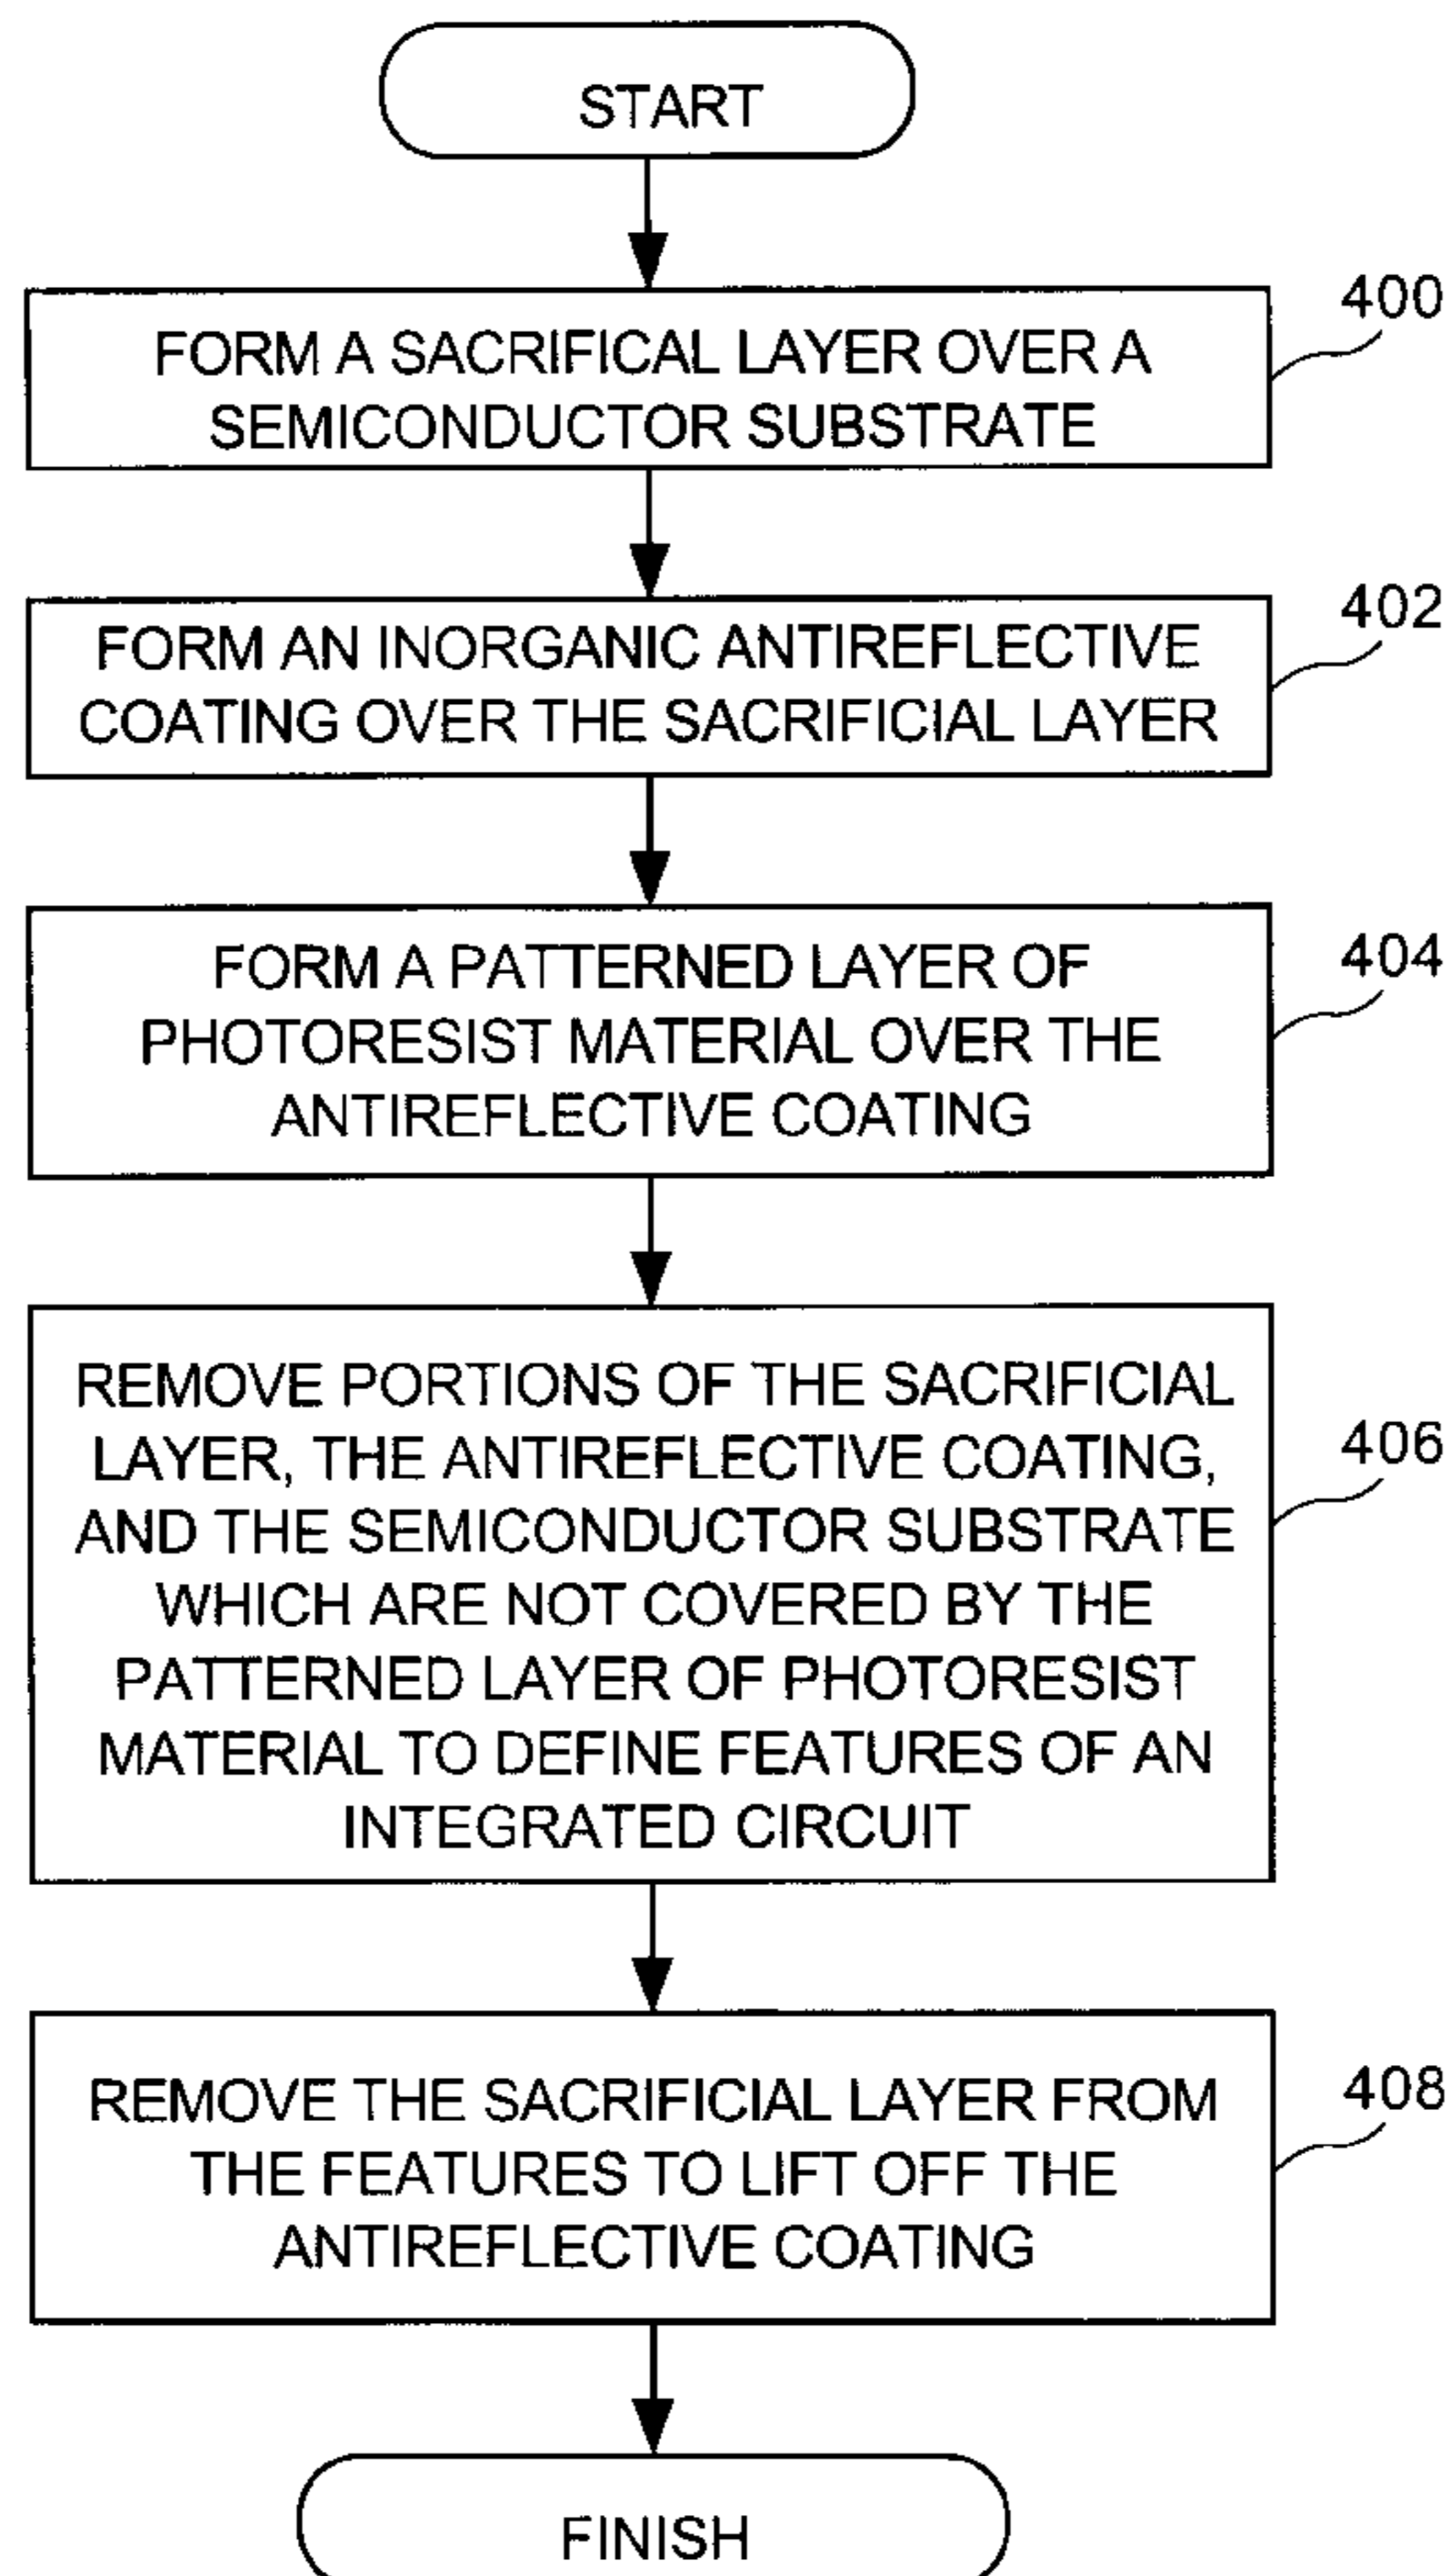 START
400
FORM A SACRIFICAL LAYER OVER A
SEMICONDUCTOR SUBSTRATE
402
FORM AN INORGANIC ANTIREFLECTIVE
COATING OVER THE SACRIFICIAL LAYER
404
FORM A PATTERNED LAYER OF
PHOTORESIST MATERIAL OVER THE
ANTIREFLECTIVE COATING
406
REMOVE PORTIONS OF THE SACRIFICIAL
LAYER, THE ANTIREFLECTIVE COATING,
AND THE SEMICONDUCTOR SUBSTRATE
WHICH ARE NOT COVERED BY THE
PATTERNED LAYER OF PHOTORESIST
MATERIAL TO DEFINE FEATURES OF AN
INTEGRATED CIRCUIT
408
REMOVE THE SACRIFICIAL LAYER FROM
THE FEATURES TO LIFT OFF THE
ANTIREFLECTIVE COATING
FINISH